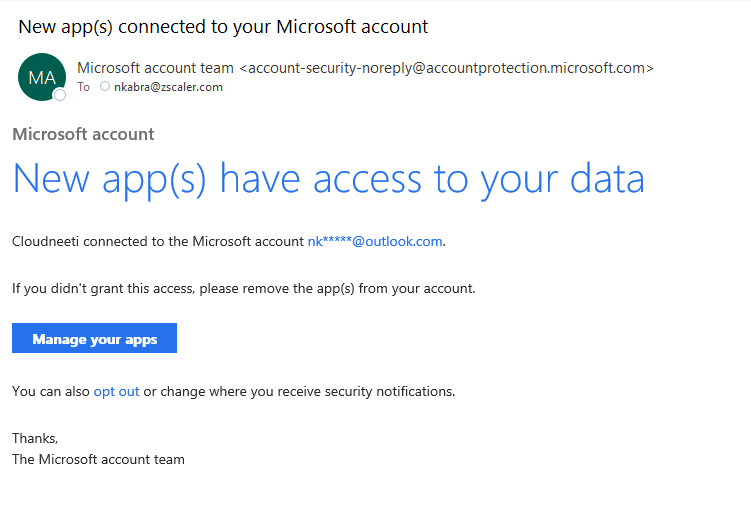 New app(s) connected to your Microsoft account
MA
Microsoft account team <account-security-noreply@accountprotection.microsoft.com>
To nkabra@zscaler.com
Microsoft account
New app(s) have access to your data
Cloudneeti connected to the Microsoft account nk*****@outlook.com.
If you didn't grant this access, please remove the app(s) from your account.
Manage your apps
You can also opt out or change where you receive security notifications.
Thanks,
The Microsoft account team